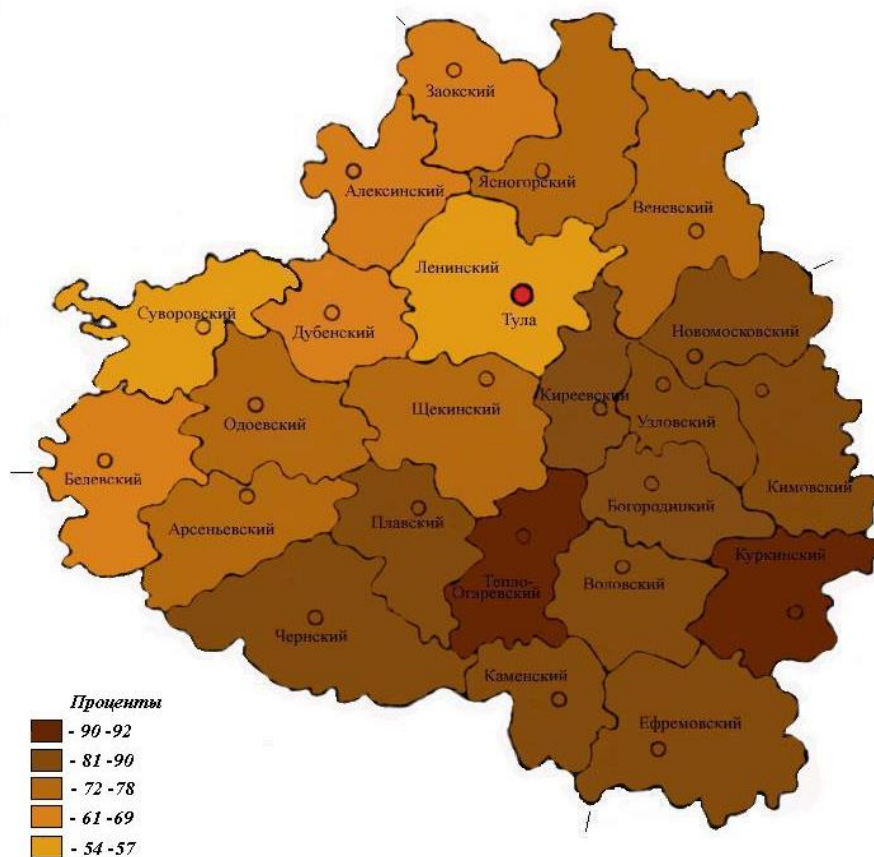 Заокский
Ясногорский
Алексинский
Веневский
Ленинский
Тула
Суворовский
Дубенский
Новомосковский
Киреевский
Узловский
Щекинский
Одоевский
Белевский
Кимовский
Богородицкий
Арсеньевский
Плавский
Куркинский
Тепло-
Огаревский
Воловский
Чернский
Каменский
Ефремовский
Проценты
- 90 -92
- 81 -90
- 72 -78
- 61 -69
- 54 -57